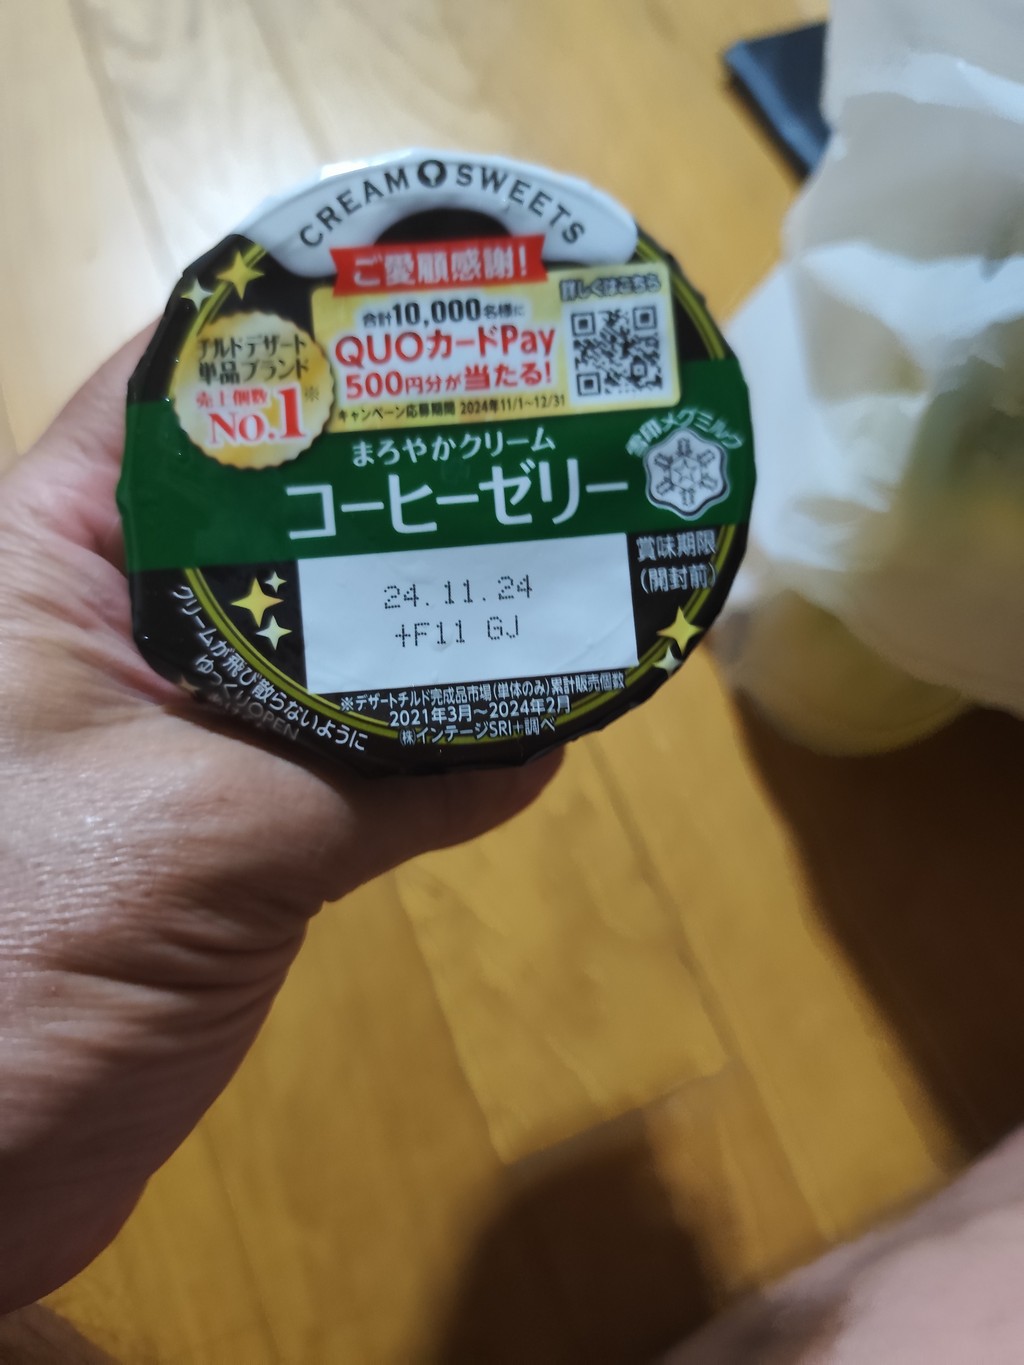 CREAM SWEETS
ご愛顧感謝!
合計10,000名様に
QUOカードPay
500円分が当たる!
キャンペーン応募期間 2024年11/1〜12/31
詳しくはこちら
チルドデザート
単品ブランド
売上個数
No.1※
まろやかクリーム
コーヒーゼリー
雪印メグミルク
賞味期限
(開封前)
24.11.24
+F11 GJ
※デザートチルド完成品市場(単体のみ)累計販売個数
2021年3月〜2024年2月
㈱インテージSRI+調べ
クリームが飛び散らないように
ゆっくりOPEN